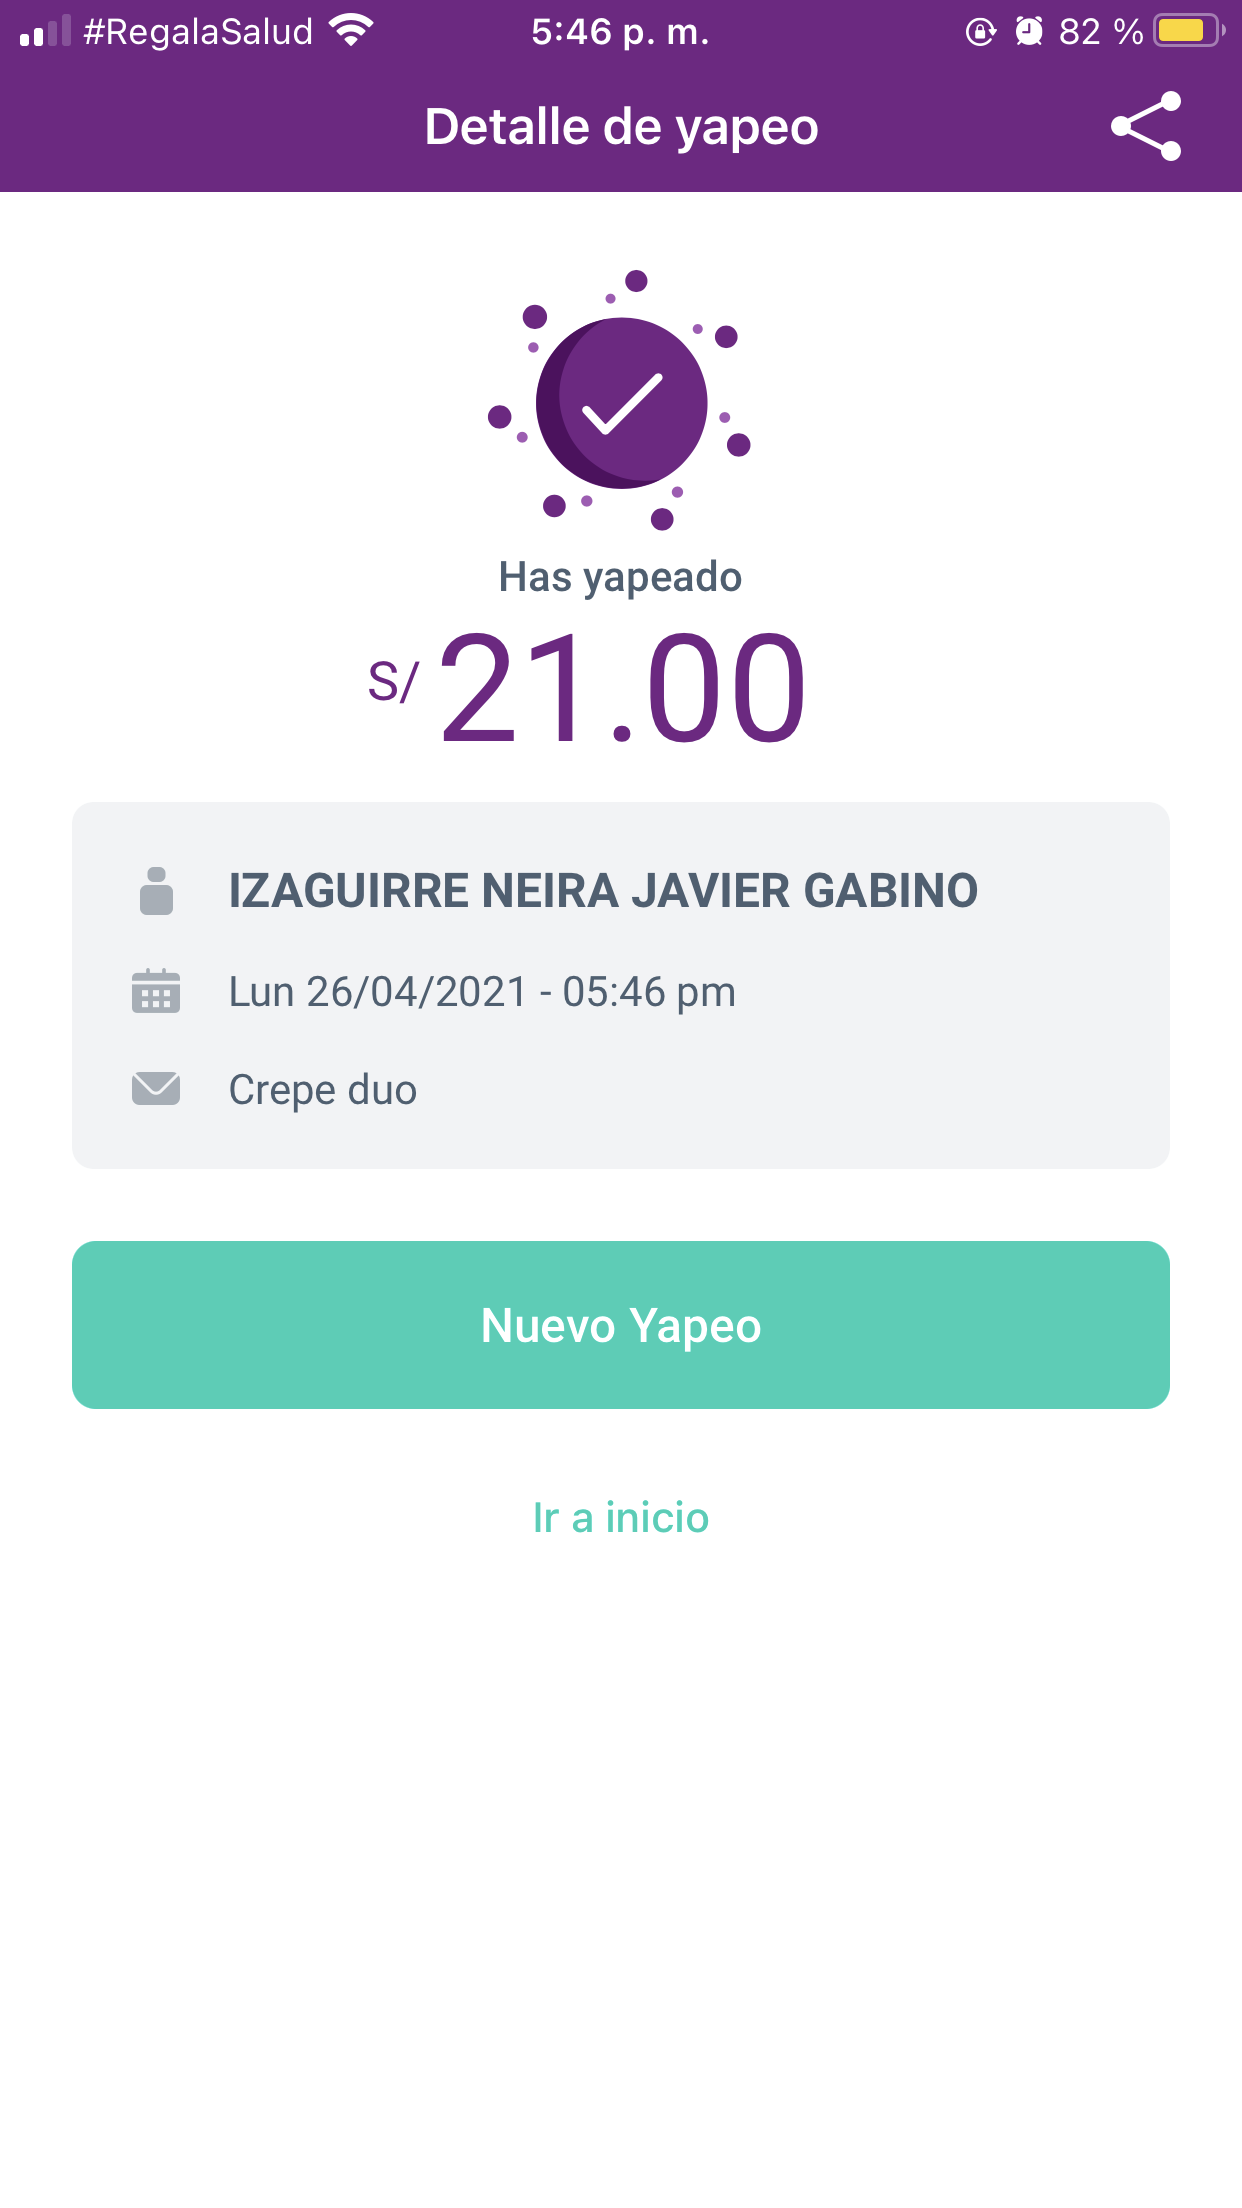 #RegalaSalud 5:46 p. m. 82 %
Detalle de yapeo
Has yapeado
S/ 21.00
IZAGUIRRE NEIRA JAVIER GABINO
Lun 26/04/2021 - 05:46 pm
Crepe duo
Nuevo Yapeo
Ir a inicio